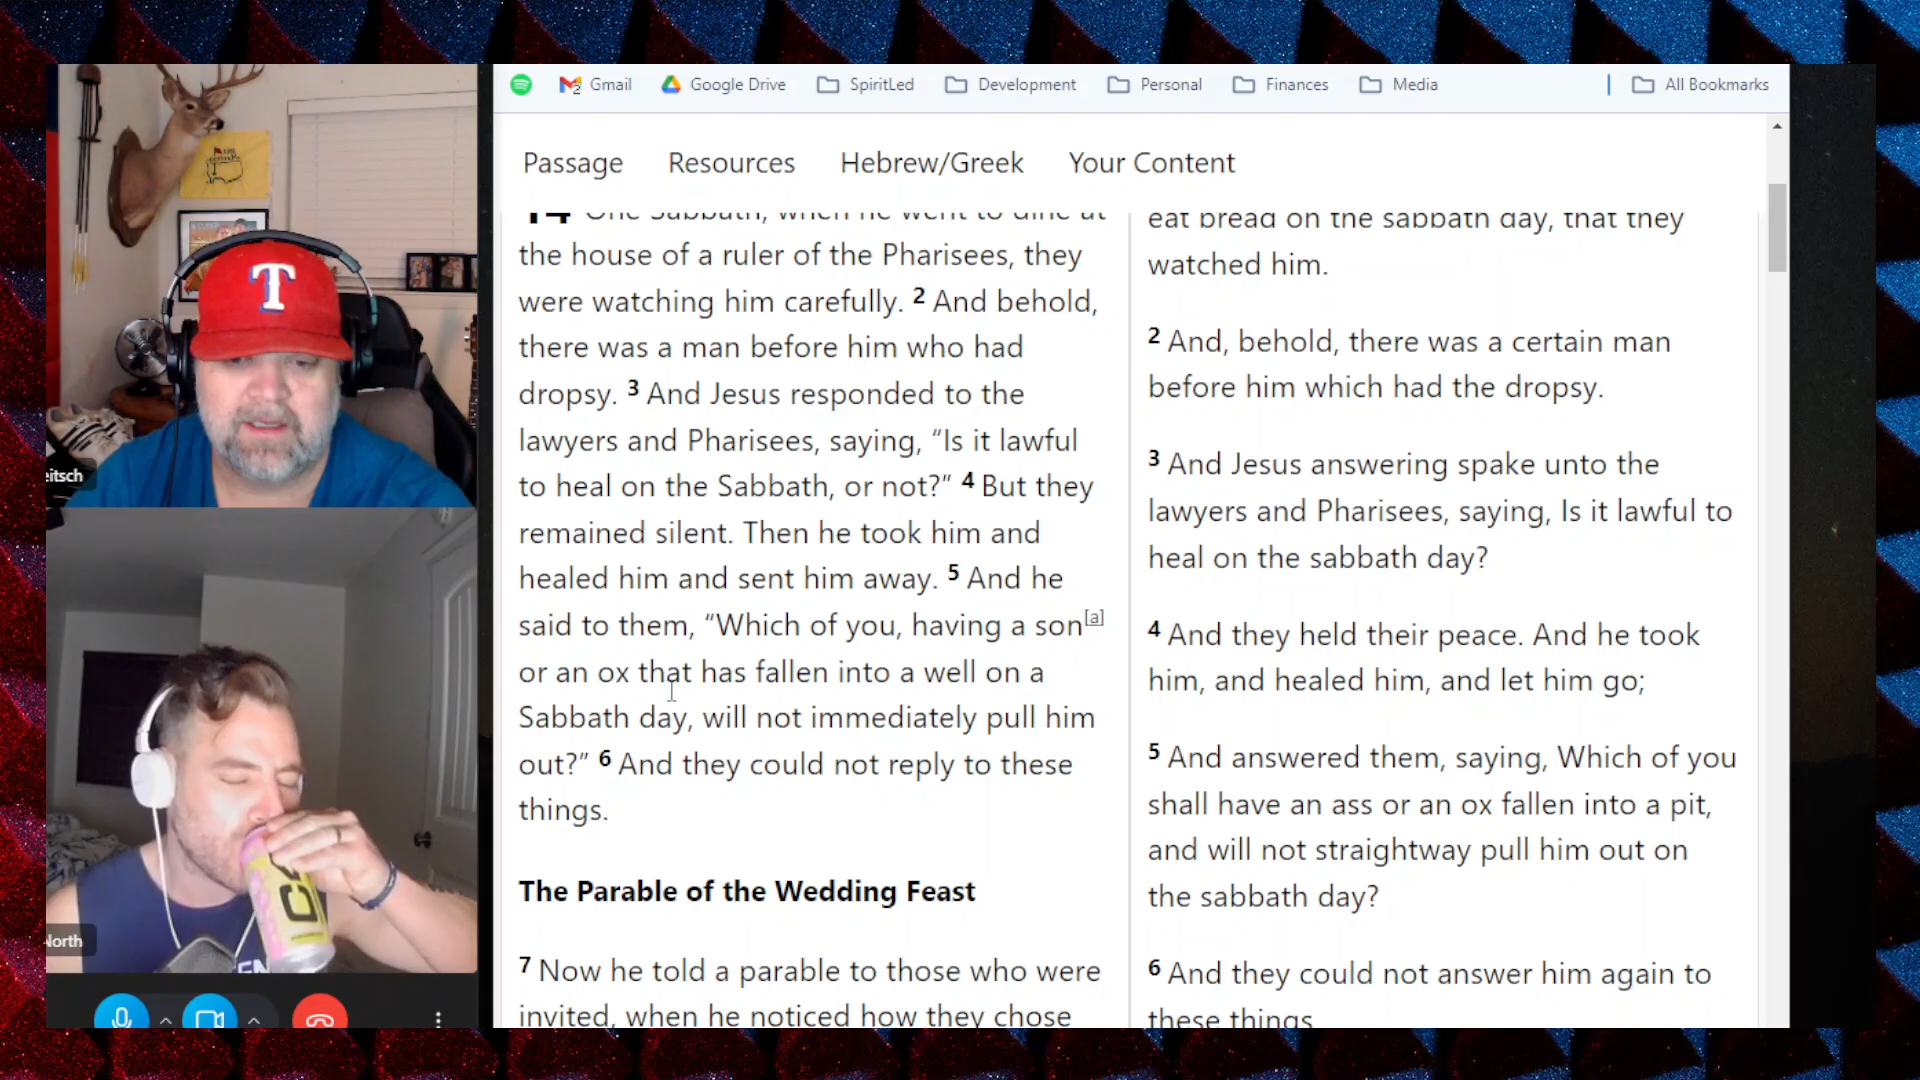 Gmail Google Drive SpiritLed Development Personal Finances Media All Bookmarks
Passage Resources Hebrew/Greek Your Content
14 One Sabbath, when he went to dine at
the house of a ruler of the Pharisees, they
were watching him carefully. 2 And behold,
there was a man before him who had
dropsy. 3 And Jesus responded to the
lawyers and Pharisees, saying, “Is it lawful
to heal on the Sabbath, or not?” 4 But they
remained silent. Then he took him and
healed him and sent him away. 5 And he
said to them, “Which of you, having a son[a]
or an ox that has fallen into a well on a
Sabbath day, will not immediately pull him
out?” 6 And they could not reply to these
things.
The Parable of the Wedding Feast
7 Now he told a parable to those who were
invited, when he noticed how they chose
eat bread on the sabbath day, that they
watched him.
2 And, behold, there was a certain man
before him which had the dropsy.
3 And Jesus answering spake unto the
lawyers and Pharisees, saying, Is it lawful to
heal on the sabbath day?
4 And they held their peace. And he took
him, and healed him, and let him go;
5 And answered them, saying, Which of you
shall have an ass or an ox fallen into a pit,
and will not straightway pull him out on
the sabbath day?
6 And they could not answer him again to
these things
T
eitsch
North